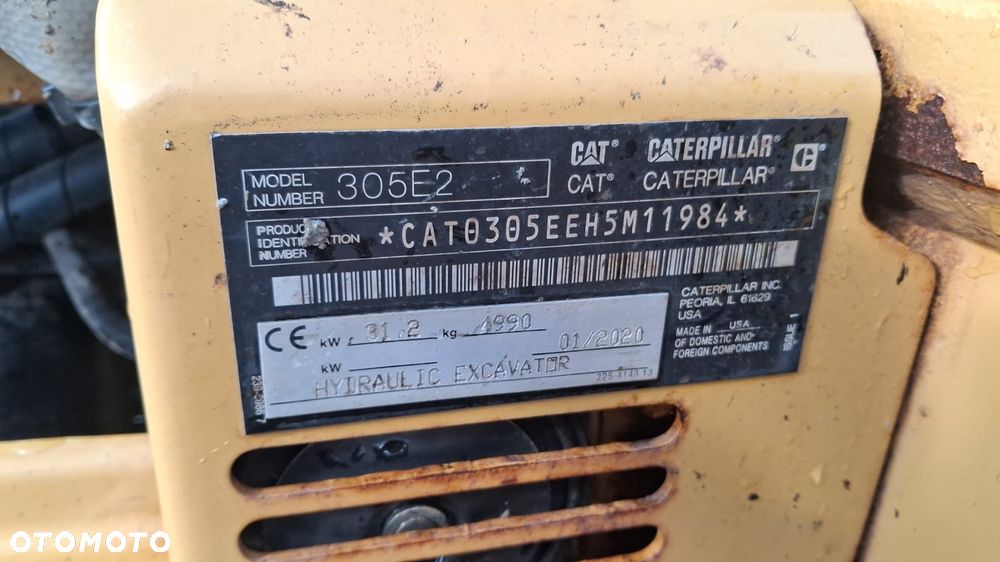 CAT® CATERPILLAR® C®
CAT® CATERPILLAR®
MODEL NUMBER 305E2
PRODUCT IDENTIFICATION NUMBER *CAT0305EEH5M11984*
CATERPILLAR INC.
PEORIA, IL 61629
USA
MADE IN USA
OF DOMESTIC AND
FOREIGN COMPONENTS
ISSUE 1
CE kW 31.2 kg 4990
kW 01/2020
HYDRAULIC EXCAVATOR
OTOMOTO